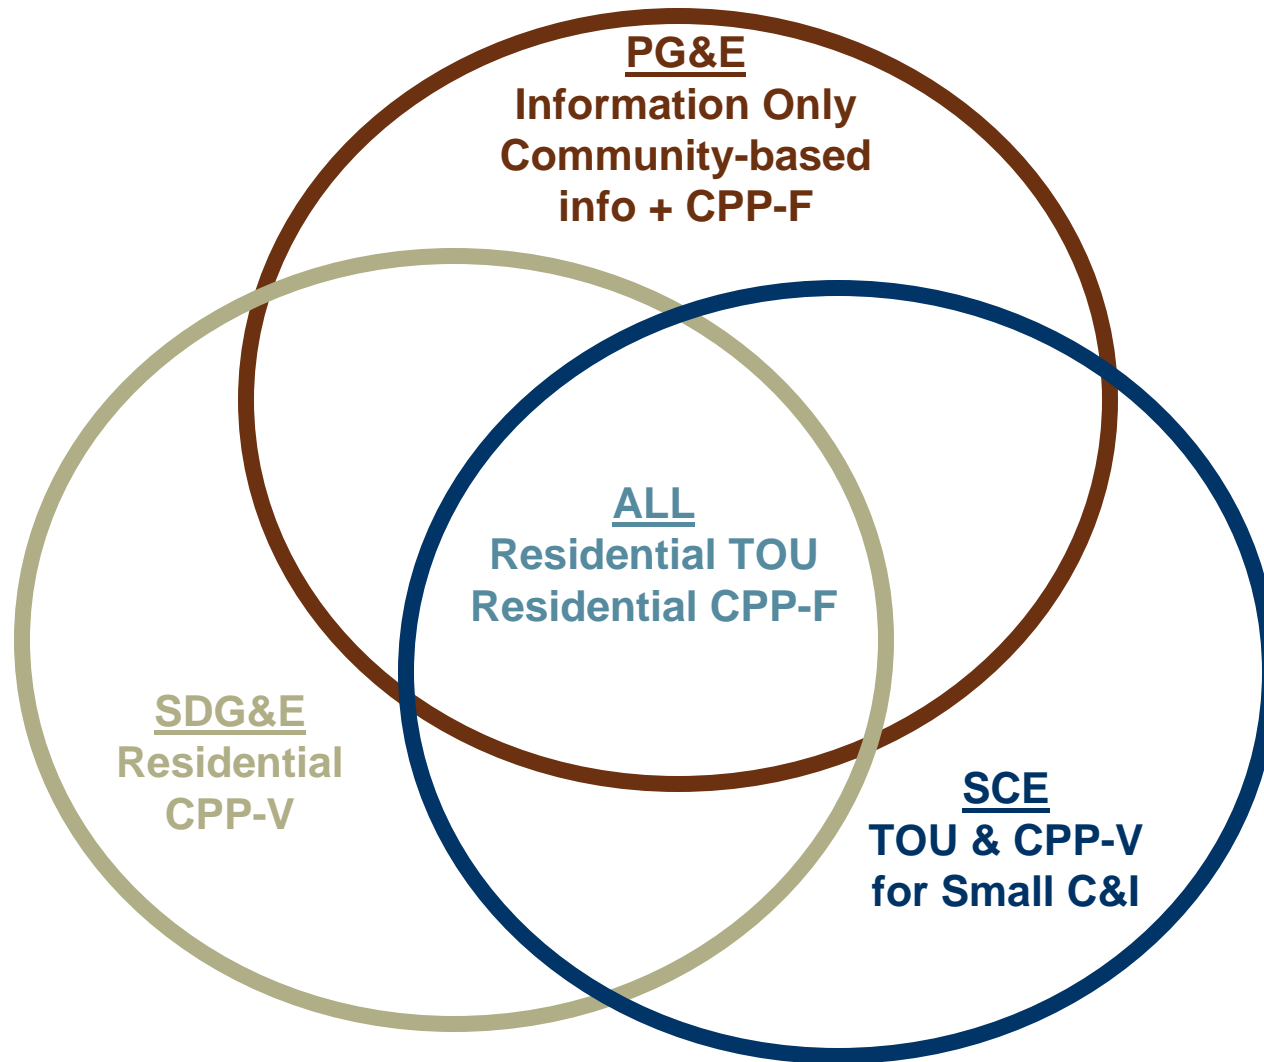 PG&E
Information Only
Community-based
info + CPP-F
ALL
Residential TOU
Residential CPP-F
SDG&E
Residential
CPP-V
SCE
TOU & CPP-V
for Small C&I